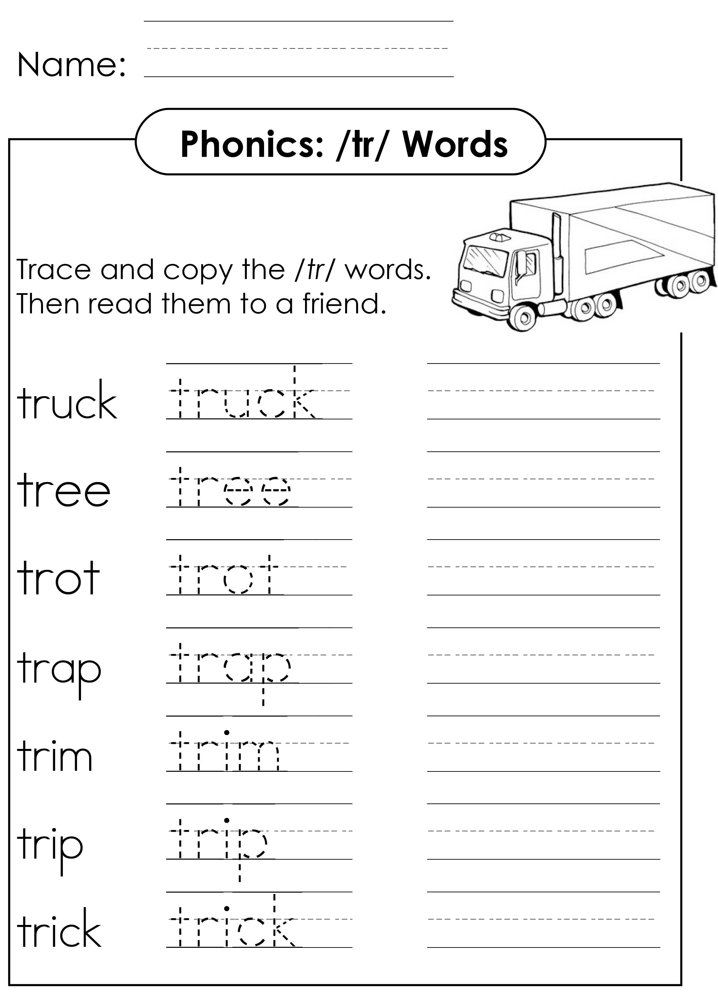 Name:
Phonics: /tr/ Words
Trace and copy the /tr/ words.
Then read them to a friend.
truck truck
tree tree
trot trot
trap trap
trim trim
trip trip
trick trick